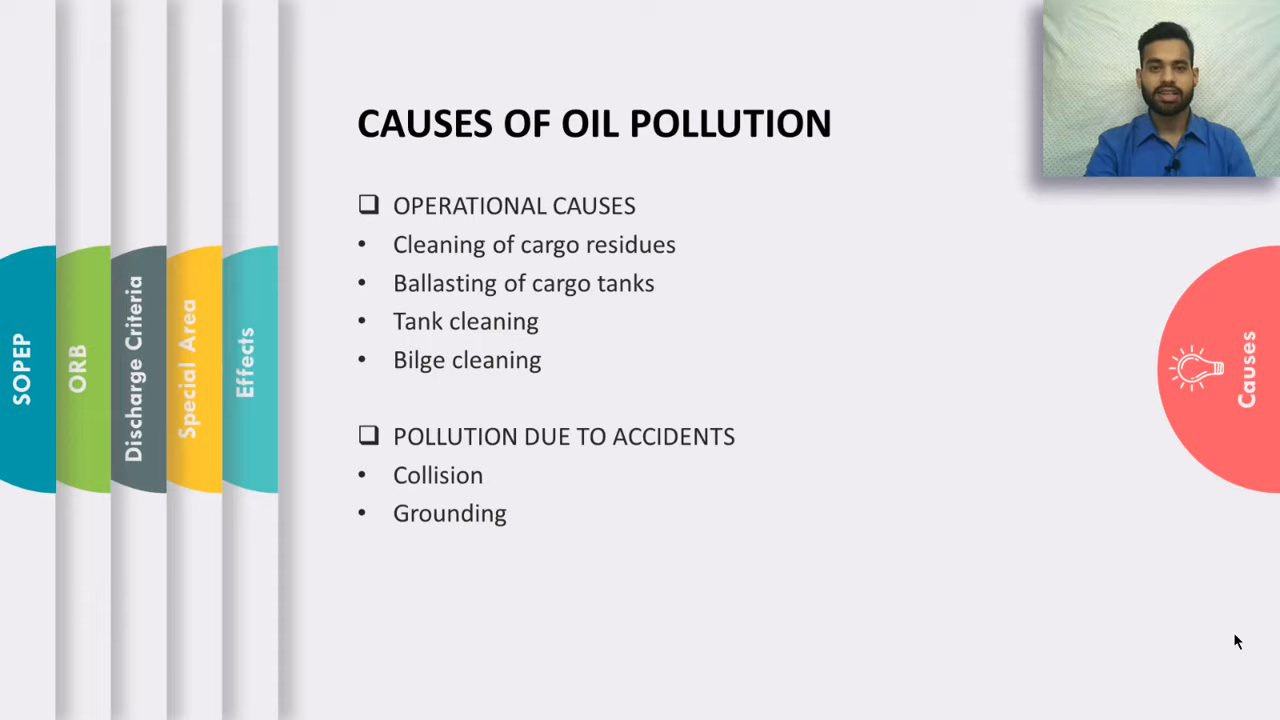 SOPEP
ORB
Discharge Criteria
Special Area
Effects
CAUSES OF OIL POLLUTION
❑ OPERATIONAL CAUSES
• Cleaning of cargo residues
• Ballasting of cargo tanks
• Tank cleaning
• Bilge cleaning
❑ POLLUTION DUE TO ACCIDENTS
• Collision
• Grounding
Causes